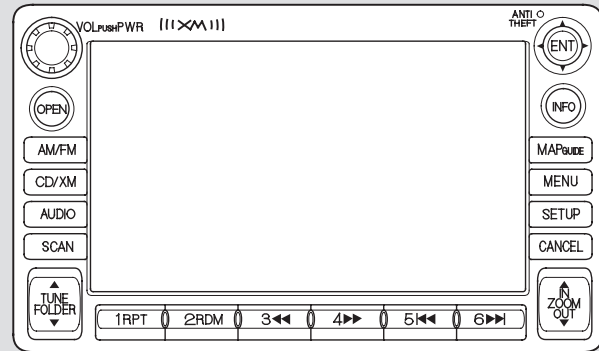 VOL PUSH PWR
XM
ANTI
THEFT
ENT
OPEN
INFO
AM/FM
MAP GUIDE
CD/XM
MENU
AUDIO
SETUP
SCAN
CANCEL
TUNE
FOLDER
IN
ZOOM
OUT
1RPT 2RDM 3◀◀ 4▶▶ 5|◀◀ 6▶▶|